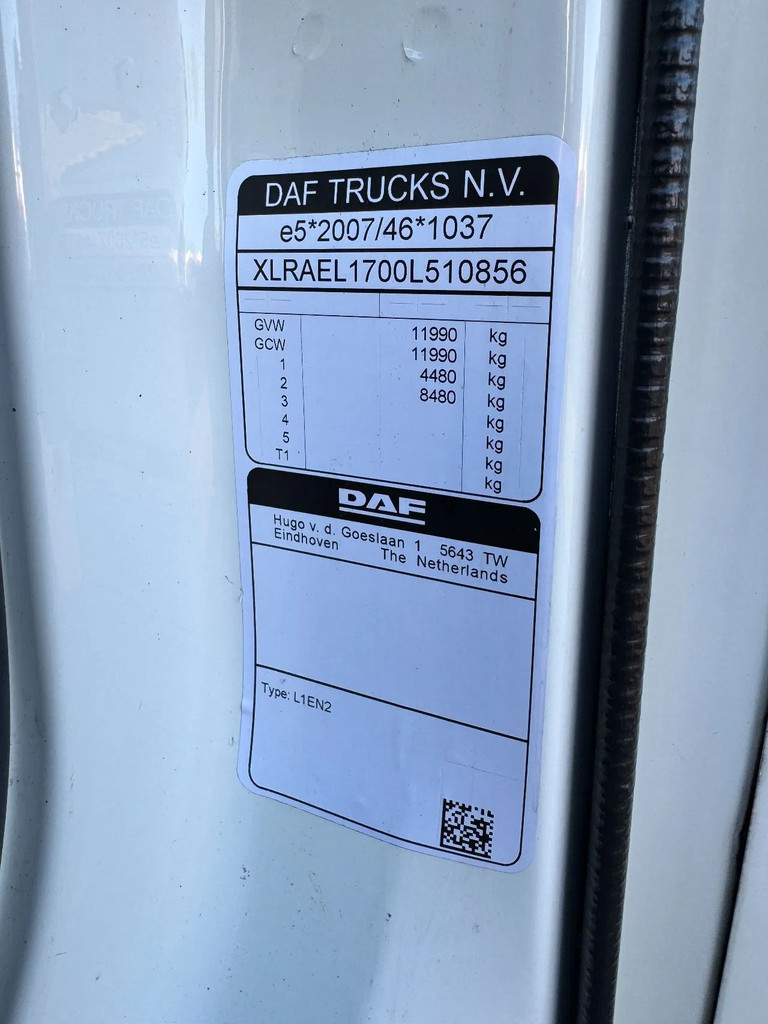 DAF TRUCKS N.V.
e5*2007/46*1037
XLRAEL1700L510856
GVW 11990 kg
GCW 11990 kg
1 4480 kg
2 8480 kg
3 kg
4 kg
5 kg
T1 kg
DAF
Hugo v. d. Goeslaan 1 5643 TW
Eindhoven The Netherlands
Type: L1EN2